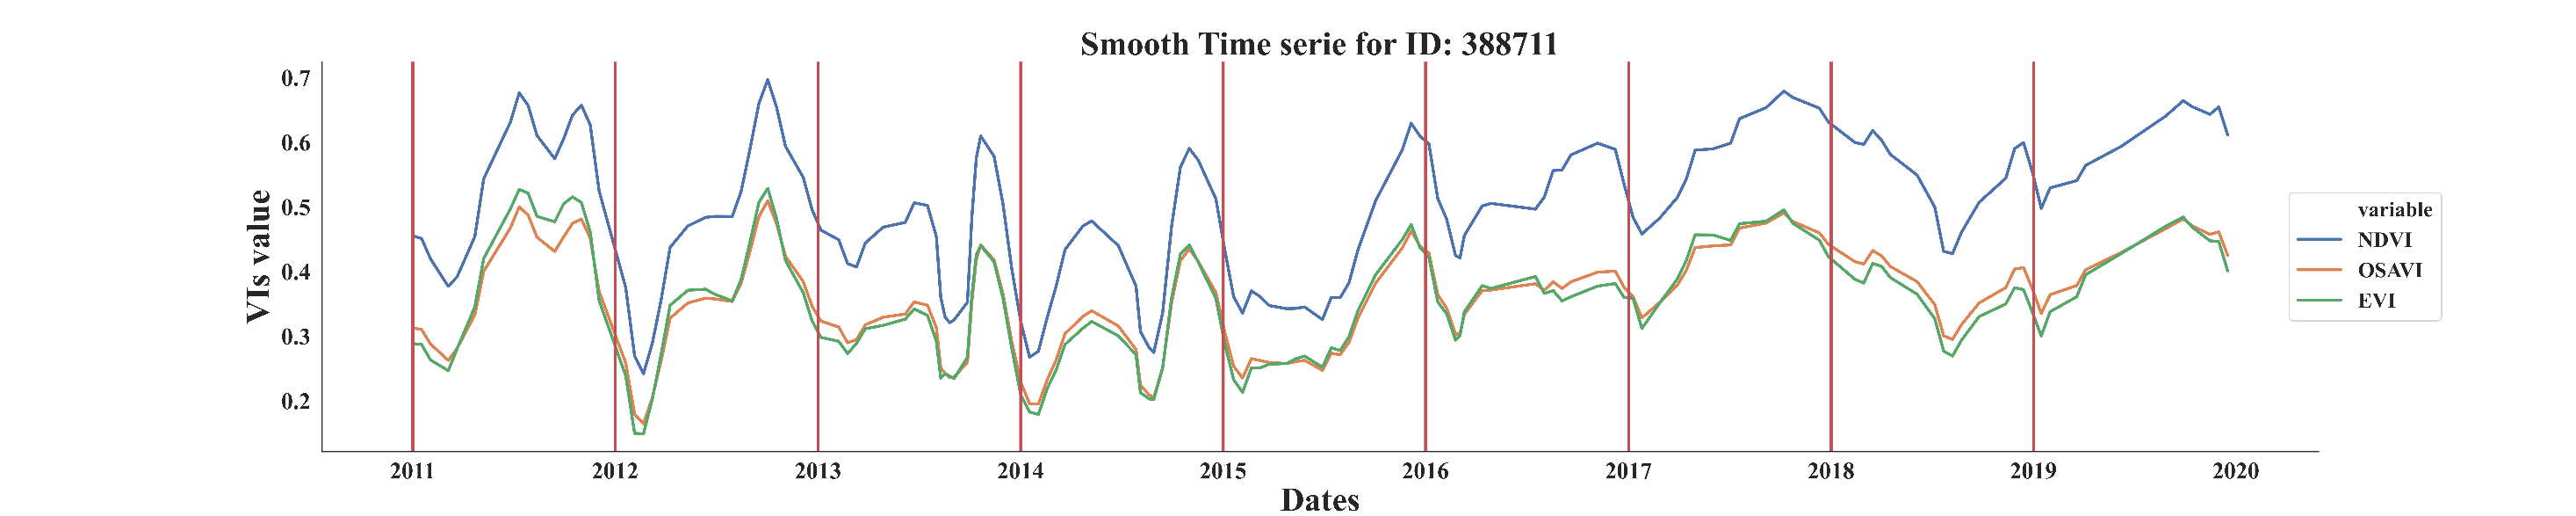 Smooth Time serie for ID: 388711
VIs value
0.7
0.6
0.5
0.4
0.3
0.2
2011 2012 2013 2014 2015 2016 2017 2018 2019 2020
Dates
variable
NDVI
OSAVI
EVI